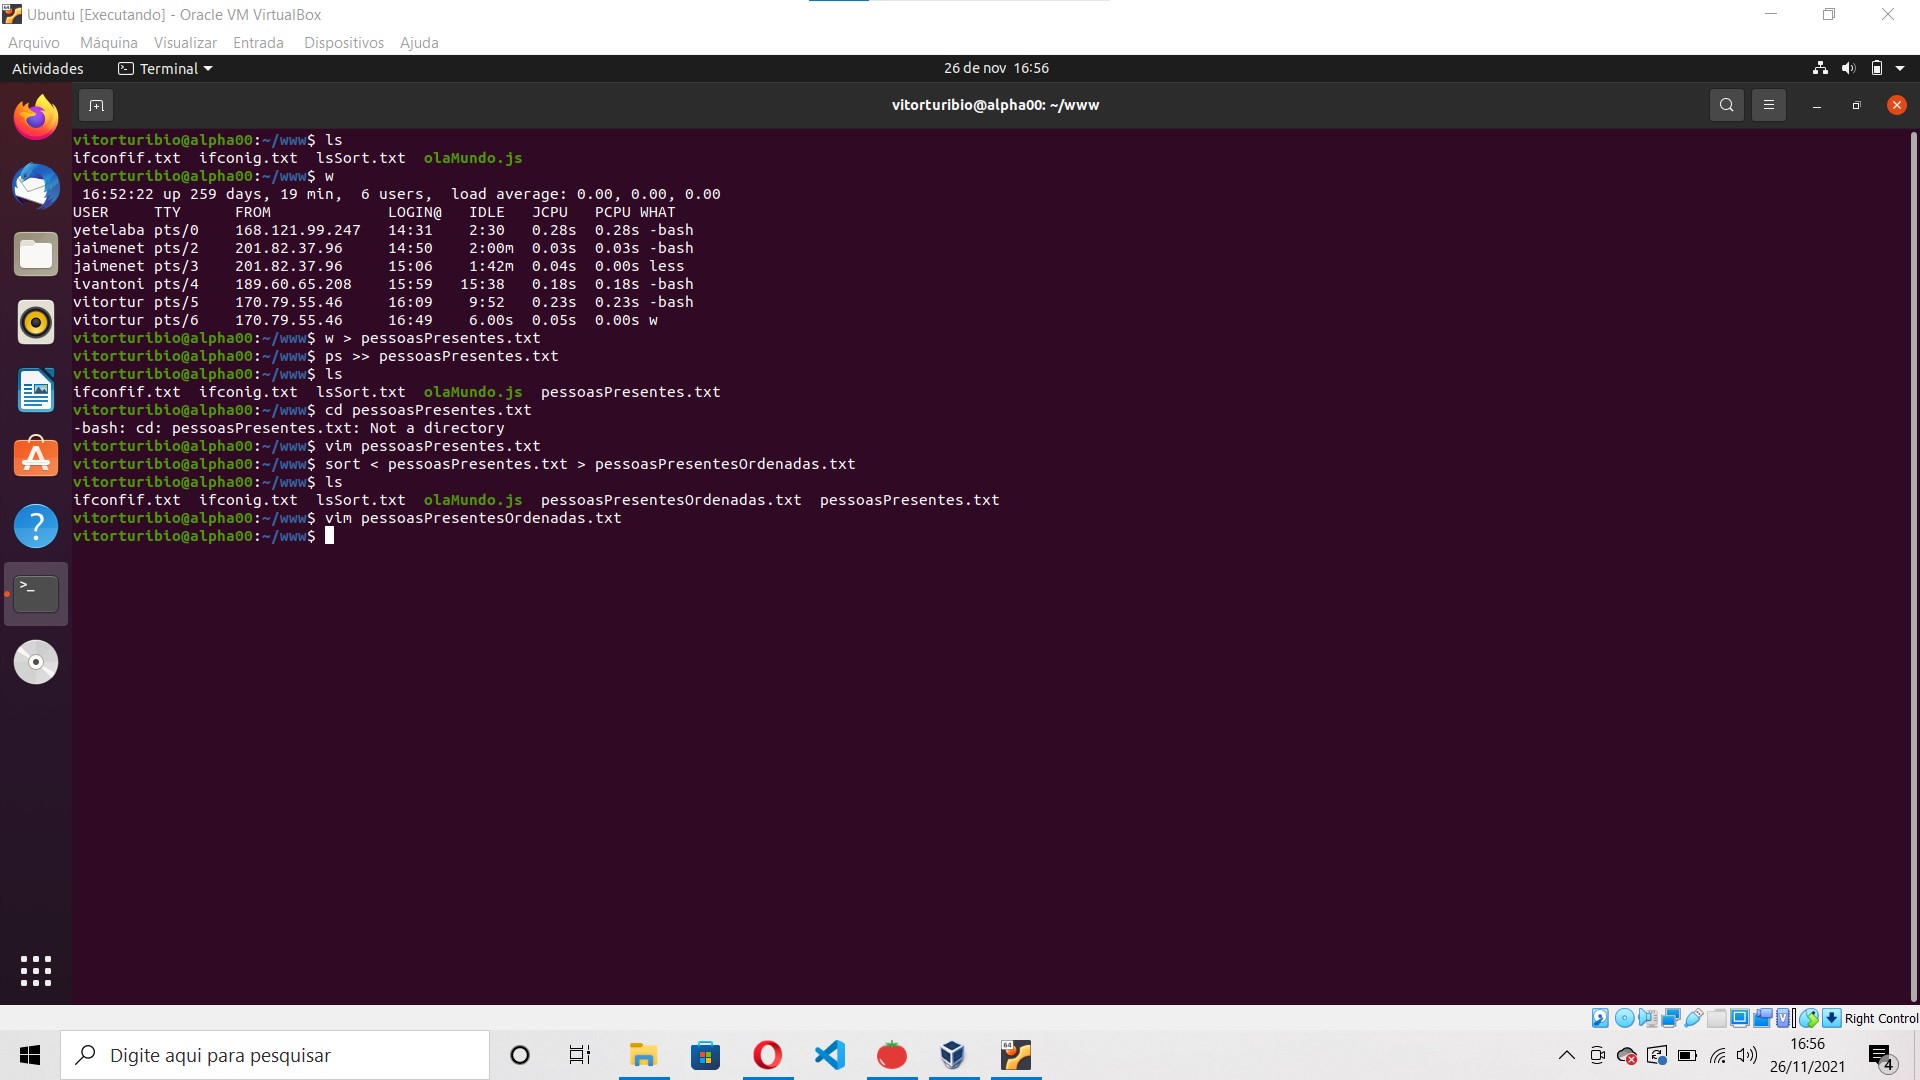 Ubuntu [Executando] - Oracle VM VirtualBox
Arquivo Máquina Visualizar Entrada Dispositivos Ajuda
Atividades Terminal 26 de nov 16:56
vitorturibio@alpha00: ~/www
vitorturibio@alpha00:~/www$ ls
ifconfif.txt  ifconig.txt  lsSort.txt  olaMundo.js
vitorturibio@alpha00:~/www$ w
 16:52:22 up 259 days, 19 min,  6 users,  load average: 0.00, 0.00, 0.00
USER     TTY      FROM             LOGIN@   IDLE   JCPU   PCPU WHAT
yetelaba pts/0    168.121.99.247   14:31    2:30   0.28s  0.28s -bash
jaimenet pts/2    201.82.37.96     14:50    2:00m  0.03s  0.03s -bash
jaimenet pts/3    201.82.37.96     15:06    1:42m  0.04s  0.00s less
ivantoni pts/4    189.60.65.208    15:59   15:38   0.18s  0.18s -bash
vitortur pts/5    170.79.55.46     16:09    9:52   0.23s  0.23s -bash
vitortur pts/6    170.79.55.46     16:49    6.00s  0.05s  0.00s w
vitorturibio@alpha00:~/www$ w > pessoasPresentes.txt
vitorturibio@alpha00:~/www$ ps >> pessoasPresentes.txt
vitorturibio@alpha00:~/www$ ls
ifconfif.txt  ifconig.txt  lsSort.txt  olaMundo.js  pessoasPresentes.txt
vitorturibio@alpha00:~/www$ cd pessoasPresentes.txt
-bash: cd: pessoasPresentes.txt: Not a directory
vitorturibio@alpha00:~/www$ vim pessoasPresentes.txt
vitorturibio@alpha00:~/www$ sort < pessoasPresentes.txt > pessoasPresentesOrdenadas.txt
vitorturibio@alpha00:~/www$ ls
ifconfif.txt  ifconig.txt  lsSort.txt  olaMundo.js  pessoasPresentesOrdenadas.txt  pessoasPresentes.txt
vitorturibio@alpha00:~/www$ vim pessoasPresentesOrdenadas.txt
vitorturibio@alpha00:~/www$
Right Control
Digite aqui para pesquisar
64
16:56
26/11/2021
4